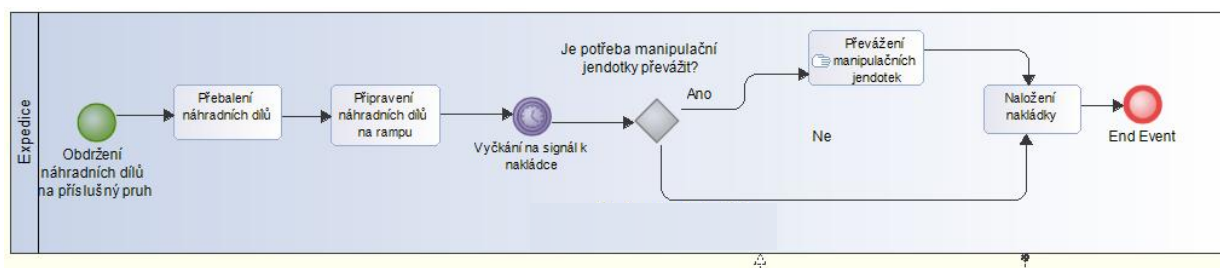 Expedice
Obdržení
náhradních dílů
na příslušný pruh
Přebalení
náhradních dílů
Připravení
náhradních dílů
na rampu
Vyčkání na signál k
nakládce
Je potřeba manipulační
jendotky převážit?
Ano
Ne
Převážení
manipulačních
jendotek
Naložení
nakládky
End Event